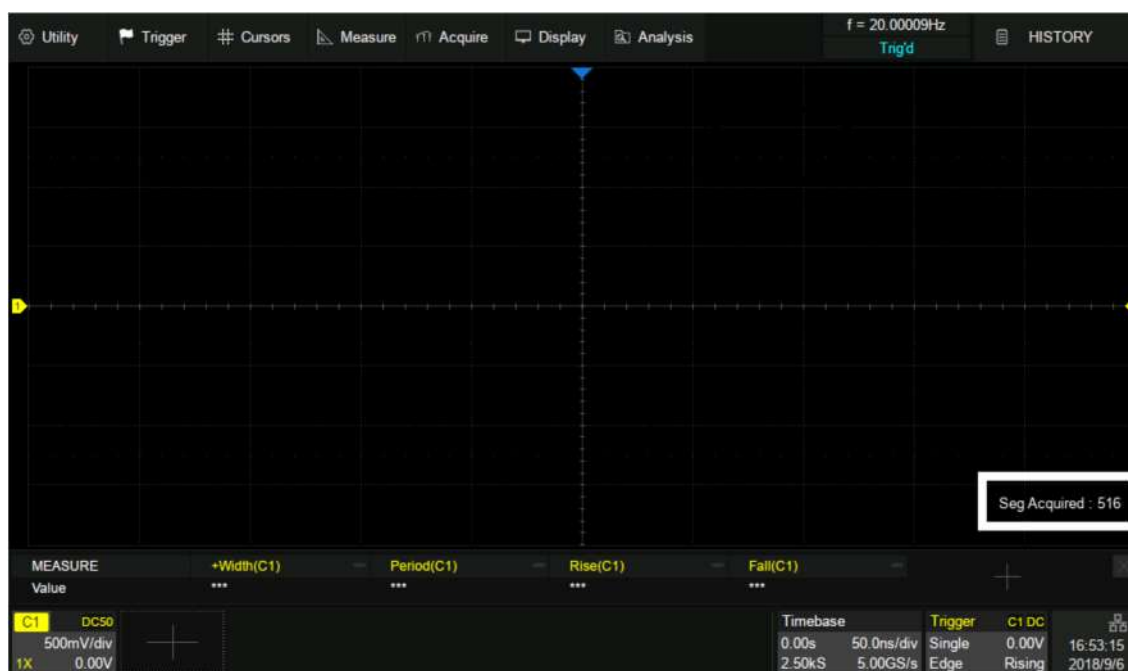 Utility Trigger Cursors Measure Acquire Display Analysis f = 20.00009Hz HISTORY
Trig'd
1
Seg Acquired : 516
MEASURE +Width(C1) Period(C1) Rise(C1) Fall(C1)
Value *** *** *** ***
C1 DC50 Timebase Trigger C1 DC
500mV/div 0.00s 50.0ns/div Single 0.00V 16:53:15
1X 0.00V 2.50kS 5.00GS/s Edge Rising 2018/9/6